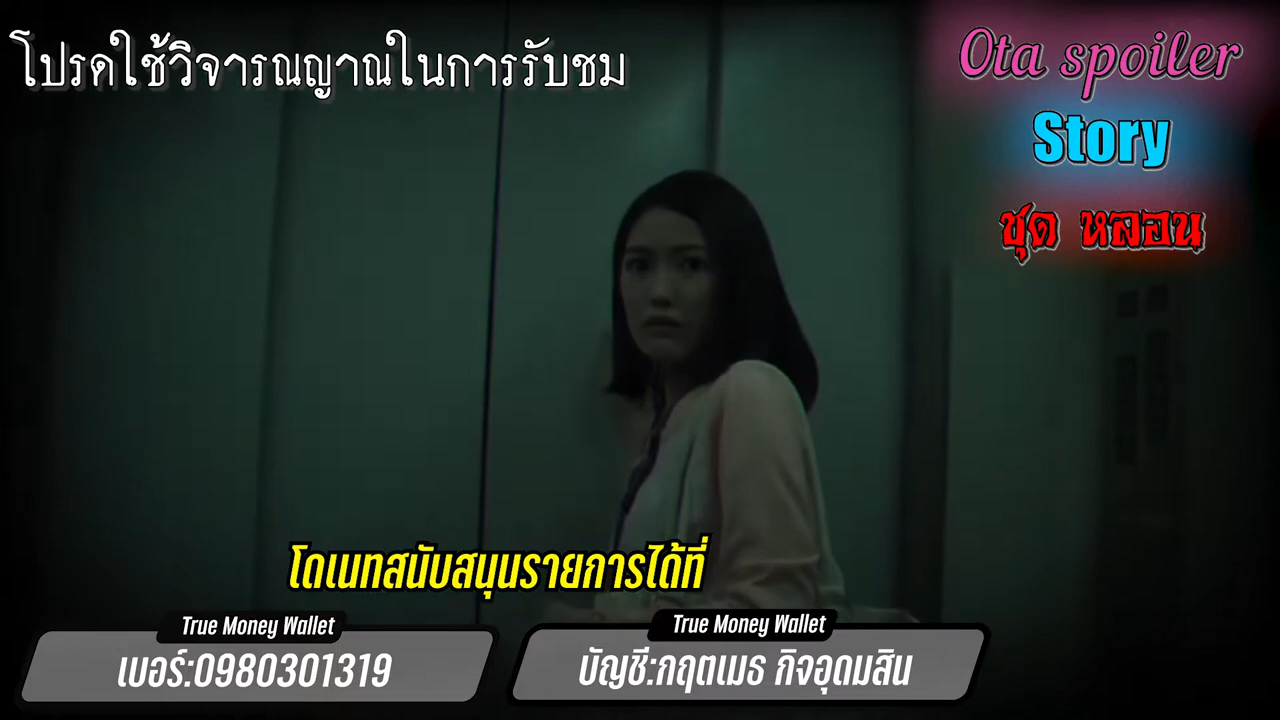 โปรดใช้วิจารณญาณในการรับชม
Ota spoiler
Story
ชุด หลอน
โดเนทสนับสนุนรายการได้ที่
True Money Wallet
เบอร์:0980301319
True Money Wallet
บัญชี:กฤตเมธ กิจอุดมสิน